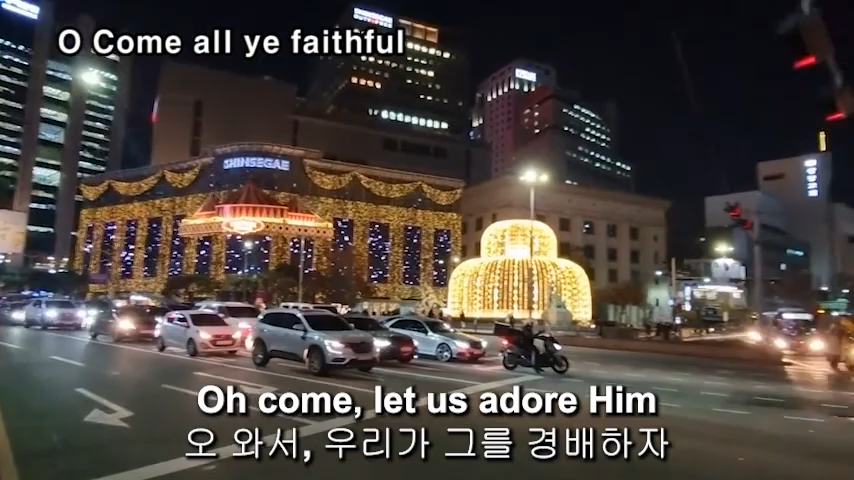 O Come all ye faithful
SHINSEGAE
Oh come, let us adore Him
오 와서, 우리가 그를 경배하자